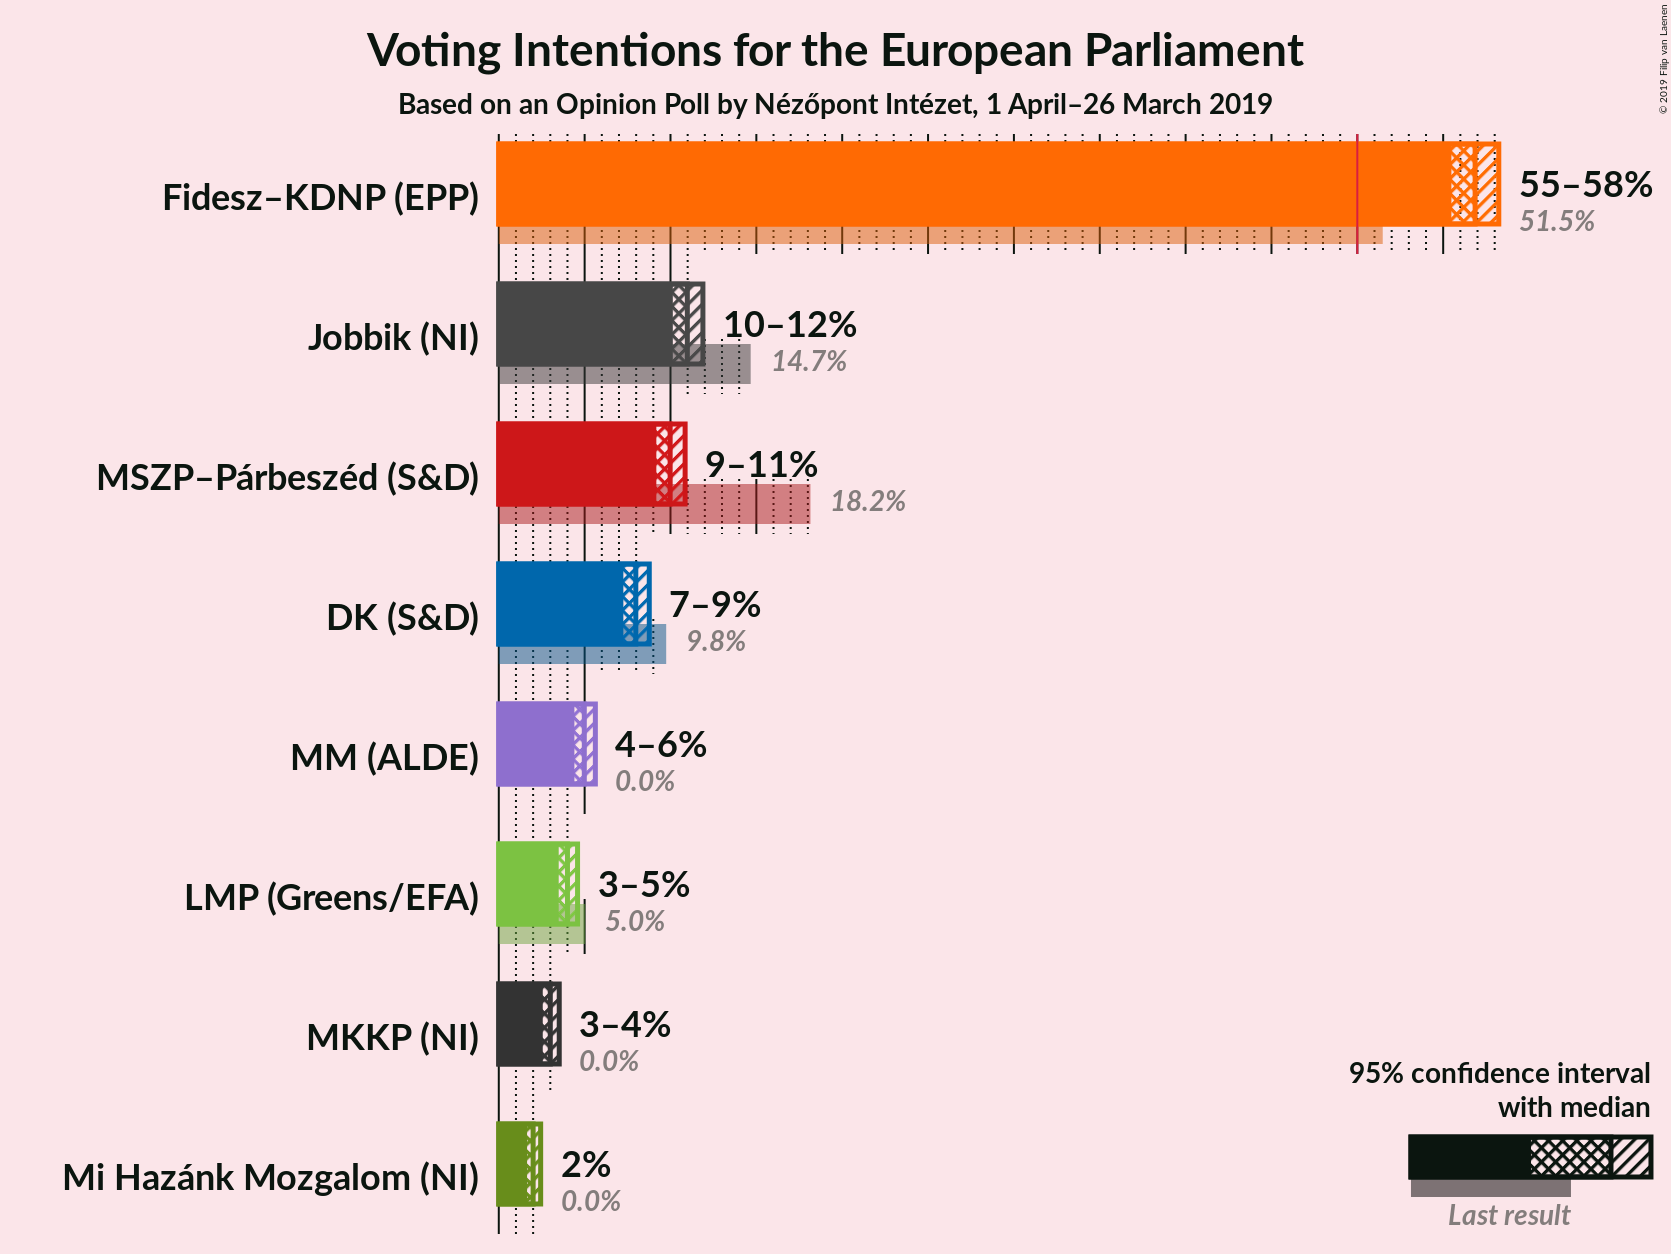 Voting Intentions for the European Parliament
Based on an Opinion Poll by Nézőpont Intézet, 1 April–26 March 2019
© 2019 Filip van Laenen
Fidesz–KDNP (EPP)
55–58%
51.5%
Jobbik (NI)
10–12%
14.7%
MSZP–Párbeszéd (S&D)
9–11%
18.2%
DK (S&D)
7–9%
9.8%
MM (ALDE)
4–6%
0.0%
LMP (Greens/EFA)
3–5%
5.0%
MKKP (NI)
3–4%
0.0%
Mi Hazánk Mozgalom (NI)
2%
0.0%
95% confidence interval
with median
Last result